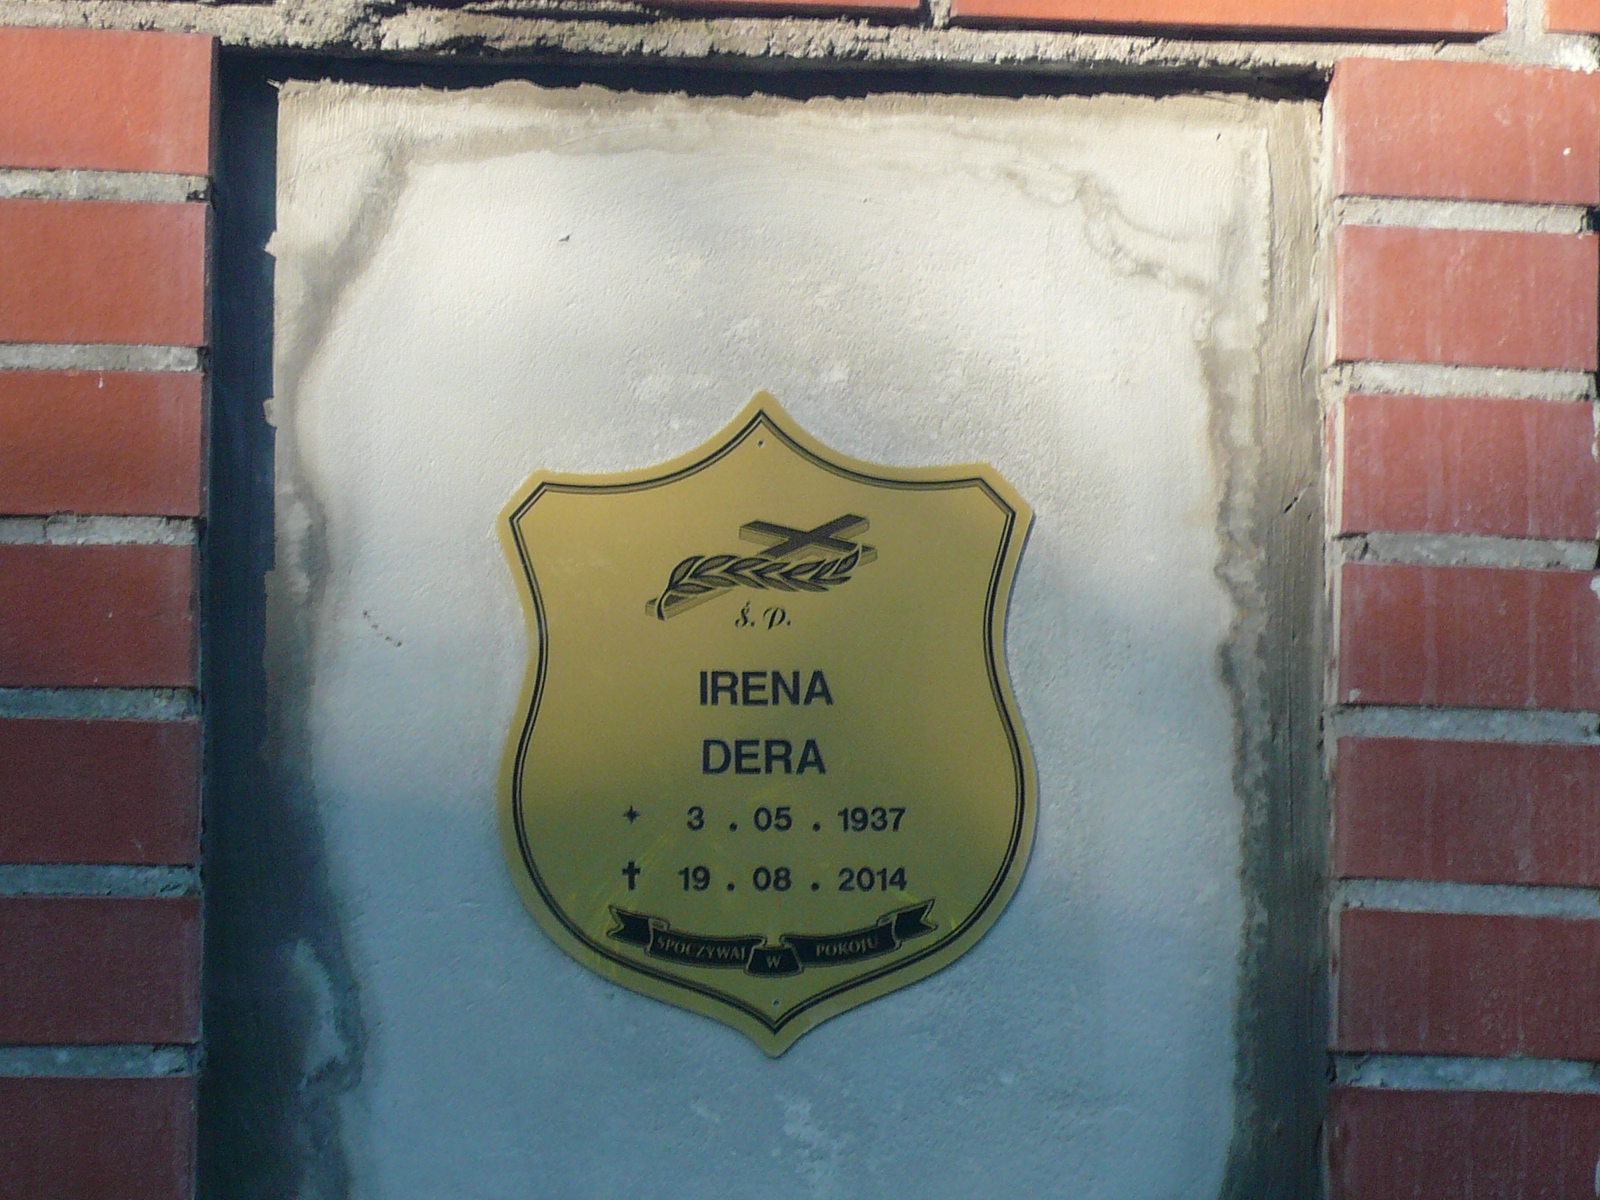 Ś. P.
IRENA
DERA
3 . 05 . 1937
✝ 19 . 08 . 2014
SPOCZYWAJ W POKOJU